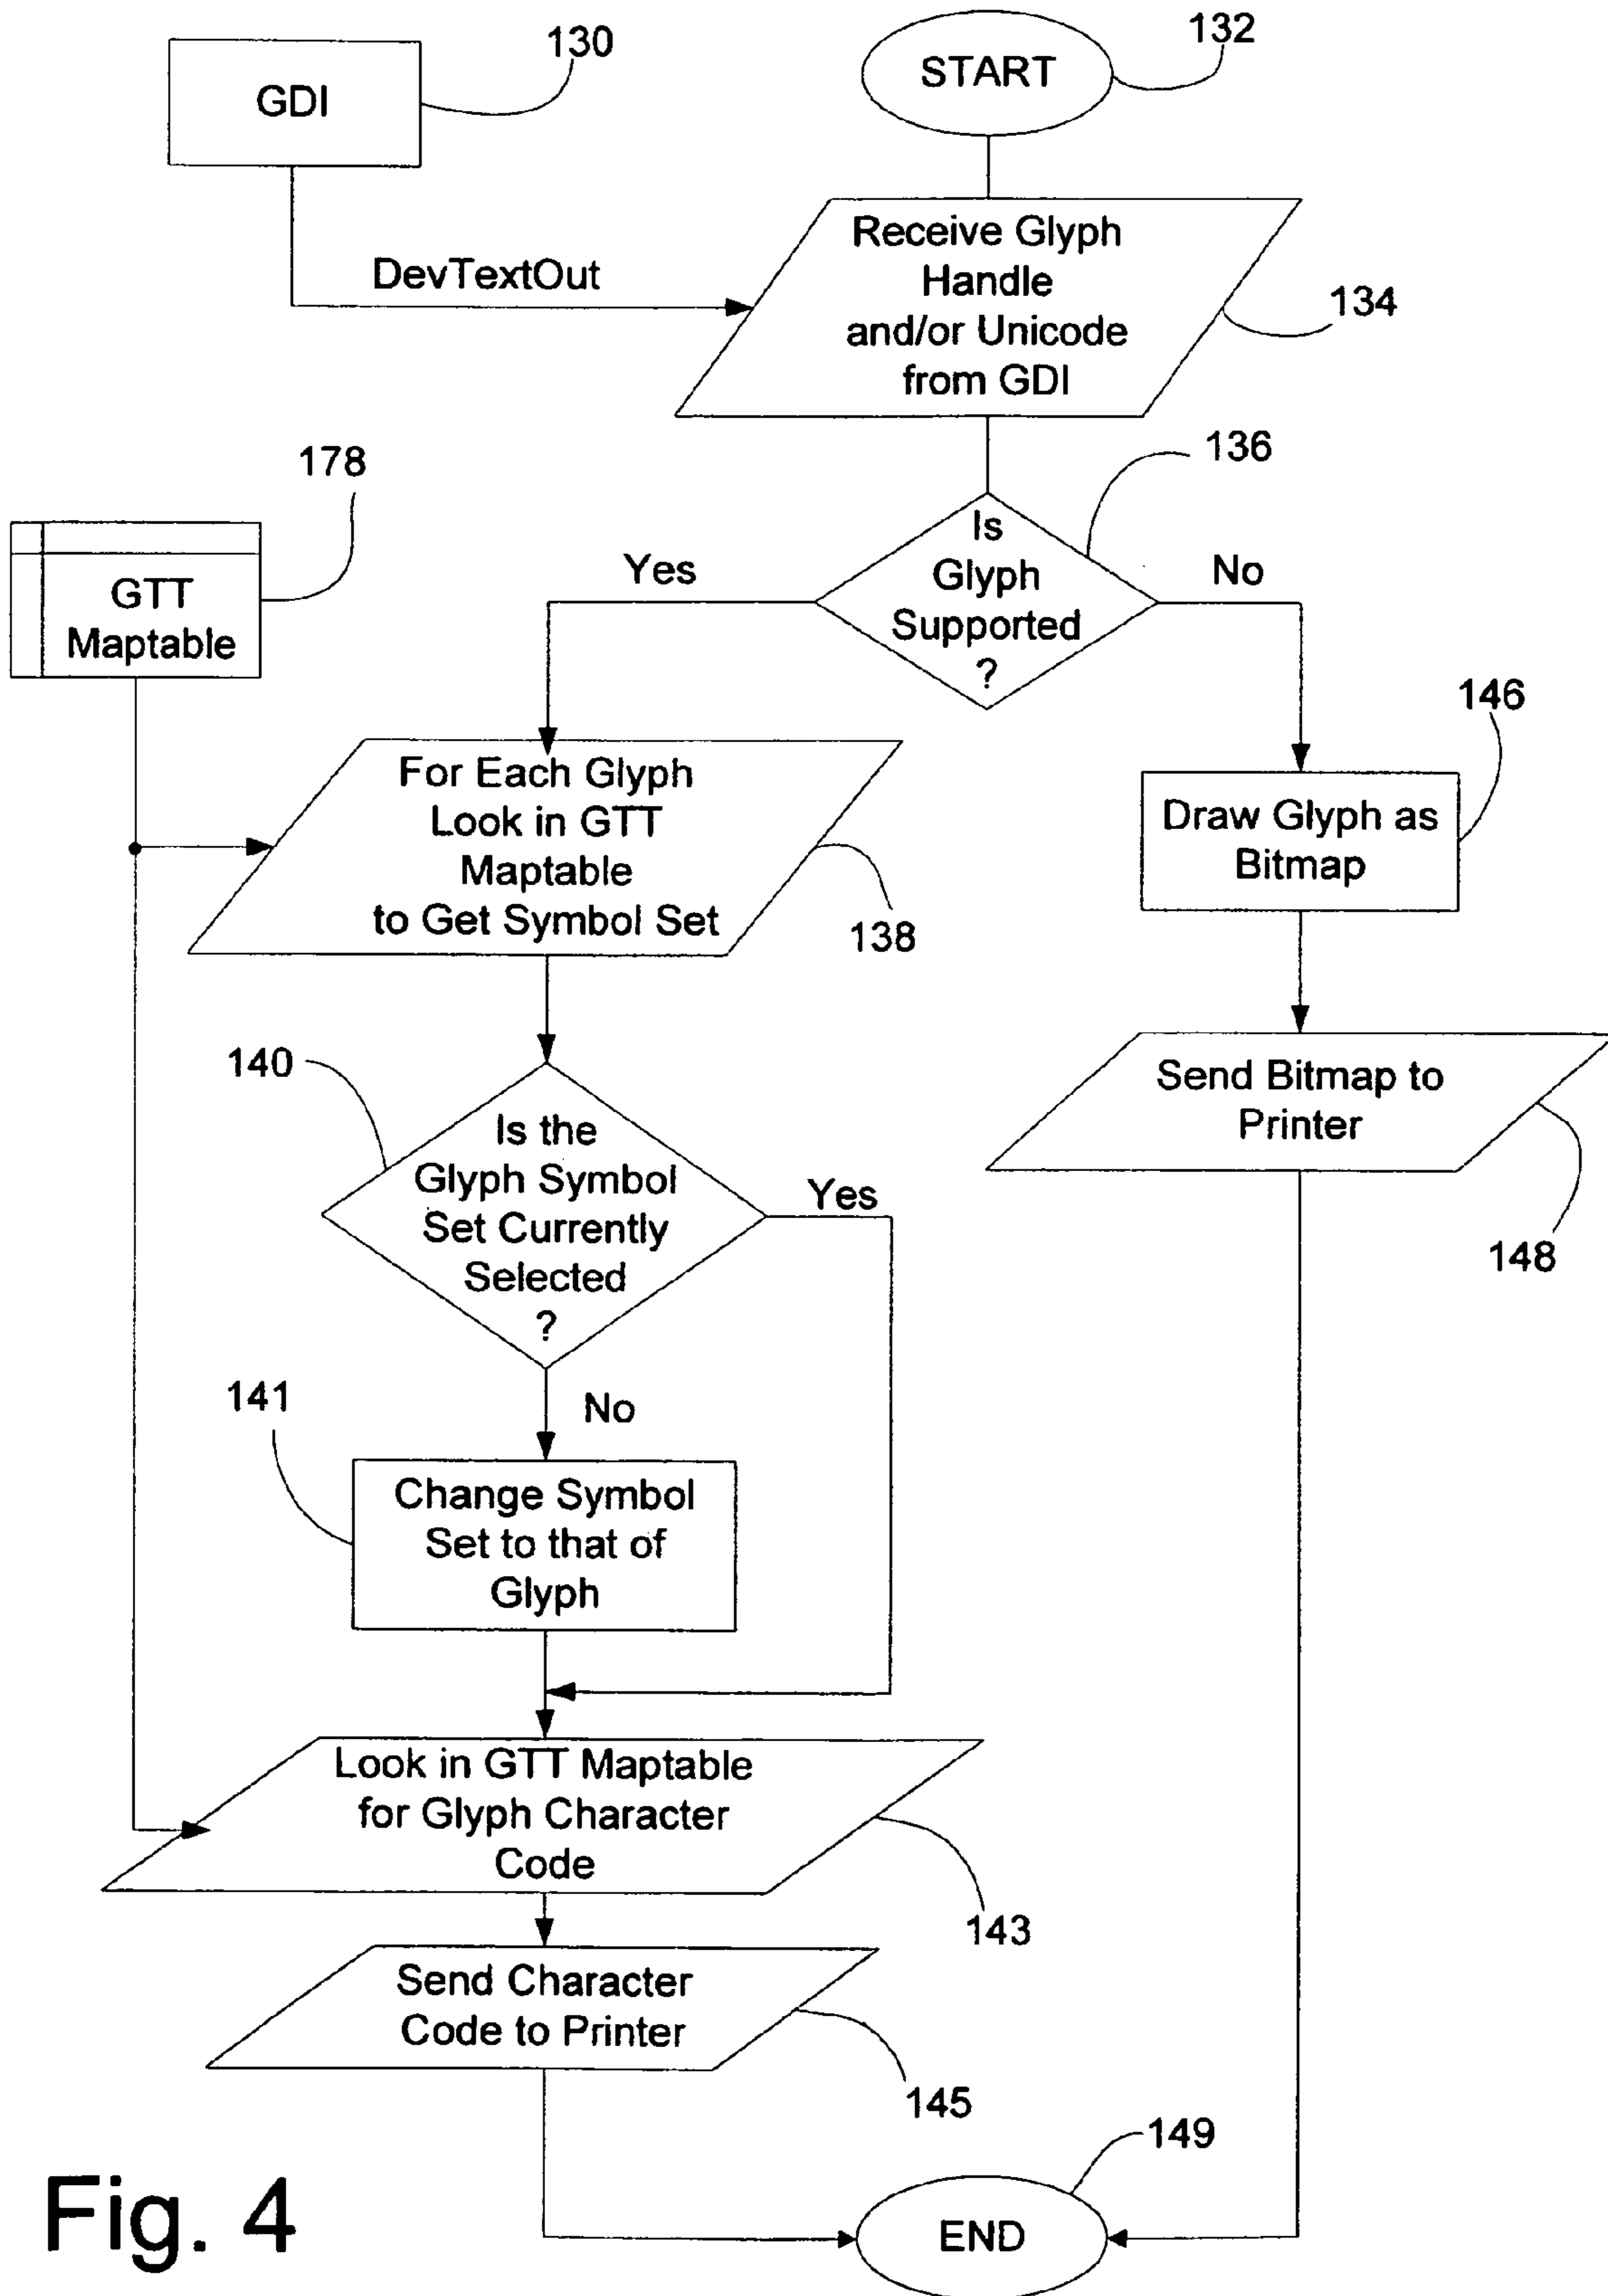 130
GDI
132
START
DevTextOut
Receive Glyph
Handle
and/or Unicode
from GDI
134
136
Is
Glyph
Supported
?
Yes
No
178
GTT
Maptable
For Each Glyph
Look in GTT
Maptable
to Get Symbol Set
138
146
Draw Glyph as
Bitmap
Send Bitmap to
Printer
148
140
Is the
Glyph Symbol
Set Currently
Selected
?
Yes
No
141
Change Symbol
Set to that of
Glyph
Look in GTT Maptable
for Glyph Character
Code
143
Send Character
Code to Printer
145
149
END
Fig. 4